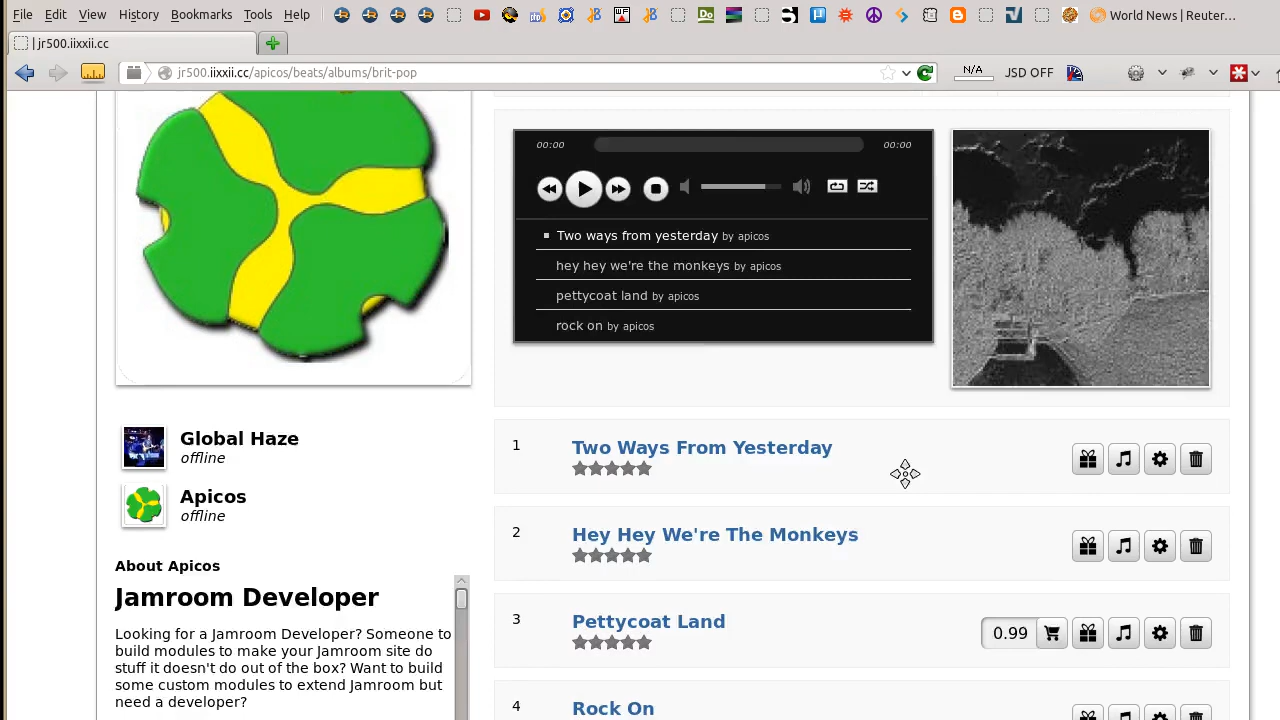 File Edit View History Bookmarks Tools Help World News | Reuter...
| jr500.iixxii.cc
jr500.iixxii.cc/apicos/beats/albums/brit-pop N/A JSD OFF
00:00 00:00
Two ways from yesterday by apicos
hey hey we're the monkeys by apicos
pettycoat land by apicos
rock on by apicos
Global Haze
offline
Apicos
offline
About Apicos
Jamroom Developer
Looking for a Jamroom Developer? Someone to
build modules to make your Jamroom site do
stuff it doesn't do out of the box? Want to build
some custom modules to extend Jamroom but
need a developer?
1 Two Ways From Yesterday
2 Hey Hey We're The Monkeys
3 Pettycoat Land 0.99
4 Rock On